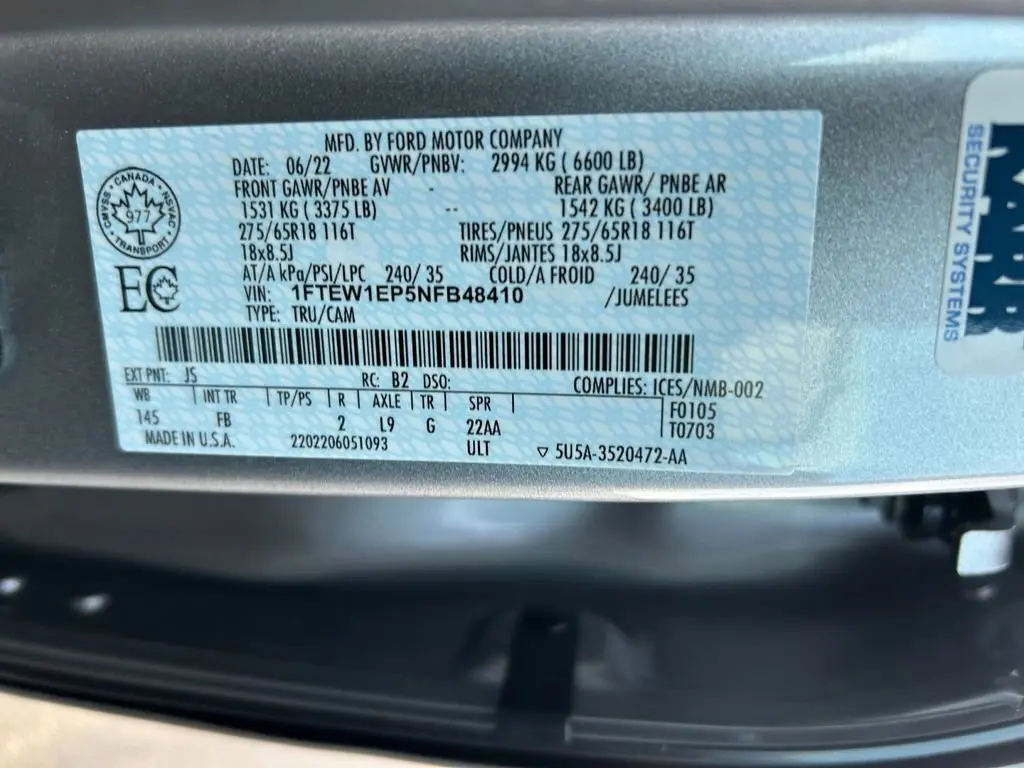 MFD. BY FORD MOTOR COMPANY
DATE: 06/22 GVWR/PNBV: 2994 KG ( 6600 LB)
FRONT GAWR/PNBE AV - REAR GAWR/ PNBE AR
1531 KG ( 3375 LB) -- 1542 KG ( 3400 LB)
275/65R18 116T TIRES/PNEUS 275/65R18 116T
18x8.5J RIMS/JANTES 18x8.5J
AT/A kPa/PSI/LPC 240/ 35 COLD/A FROID 240/ 35
VIN: 1FTEW1EP5NFB48410 /JUMELEES
TYPE: TRU/CAM
CANADA
CMVSS NSVAC
977
TRANSPORT
EC
EXT PNT: JS RC: B2 DSO: COMPLIES: ICES/NMB-002
WB INT TR TP/PS R AXLE TR SPR F0105
145 FB 2 L9 G 22AA T0703
MADE IN U.S.A. 2202206051093 ULT ▽ 5U5A-3520472-AA
SECURITY SYSTEMS